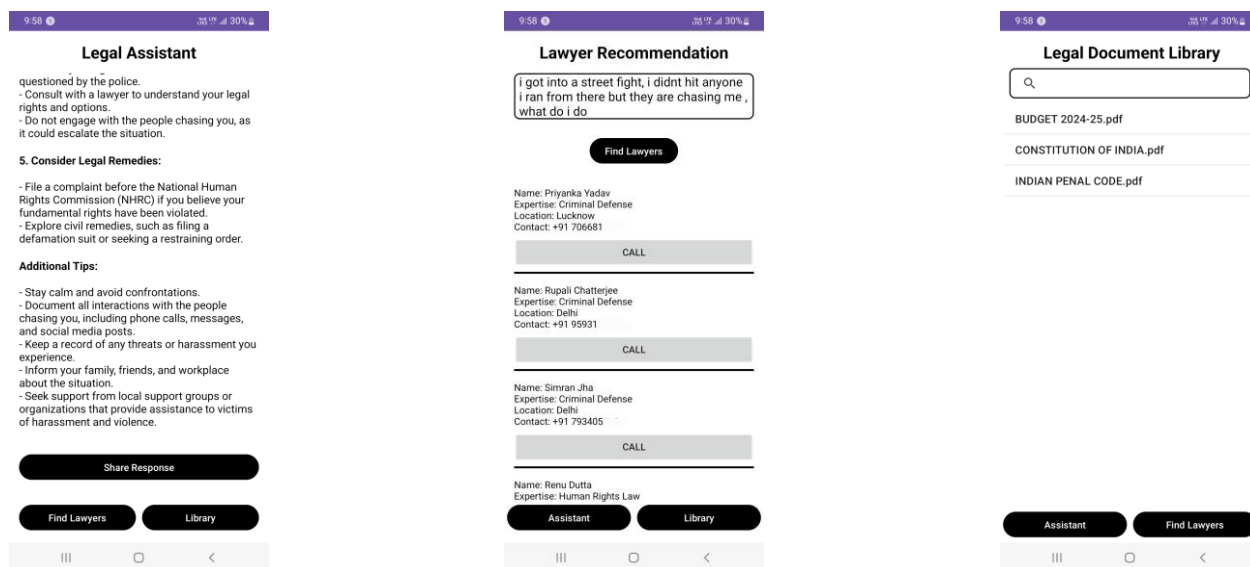 9:58
30%
Legal Assistant
questioned by the police.
- Consult with a lawyer to understand your legal
rights and options.
- Do not engage with the people chasing you, as
it could escalate the situation.
5. Consider Legal Remedies:
- File a complaint before the National Human
Rights Commission (NHRC) if you believe your
fundamental rights have been violated.
- Explore civil remedies, such as filing a
defamation suit or seeking a restraining order.
Additional Tips:
- Stay calm and avoid confrontations.
- Document all interactions with the people
chasing you, including phone calls, messages,
and social media posts.
- Keep a record of any threats or harassment you
experience.
- Inform your family, friends, and workplace
about the situation.
- Seek support from local support groups or
organizations that provide assistance to victims
of harassment and violence.
Share Response
Find Lawyers
Library
9:58
30%
Lawyer Recommendation
i got into a street fight, i didnt hit anyone
i ran from there but they are chasing me ,
what do i do
Find Lawyers
Name: Priyanka Yadav
Expertise: Criminal Defense
Location: Lucknow
Contact: +91 706681
CALL
Name: Rupali Chatterjee
Expertise: Criminal Defense
Location: Delhi
Contact: +91 95931
CALL
Name: Simran Jha
Expertise: Criminal Defense
Location: Delhi
Contact: +91 793405
CALL
Name: Renu Dutta
Expertise: Human Rights Law
Assistant
Library
9:58
30%
Legal Document Library
BUDGET 2024-25.pdf
CONSTITUTION OF INDIA.pdf
INDIAN PENAL CODE.pdf
Assistant
Find Lawyers